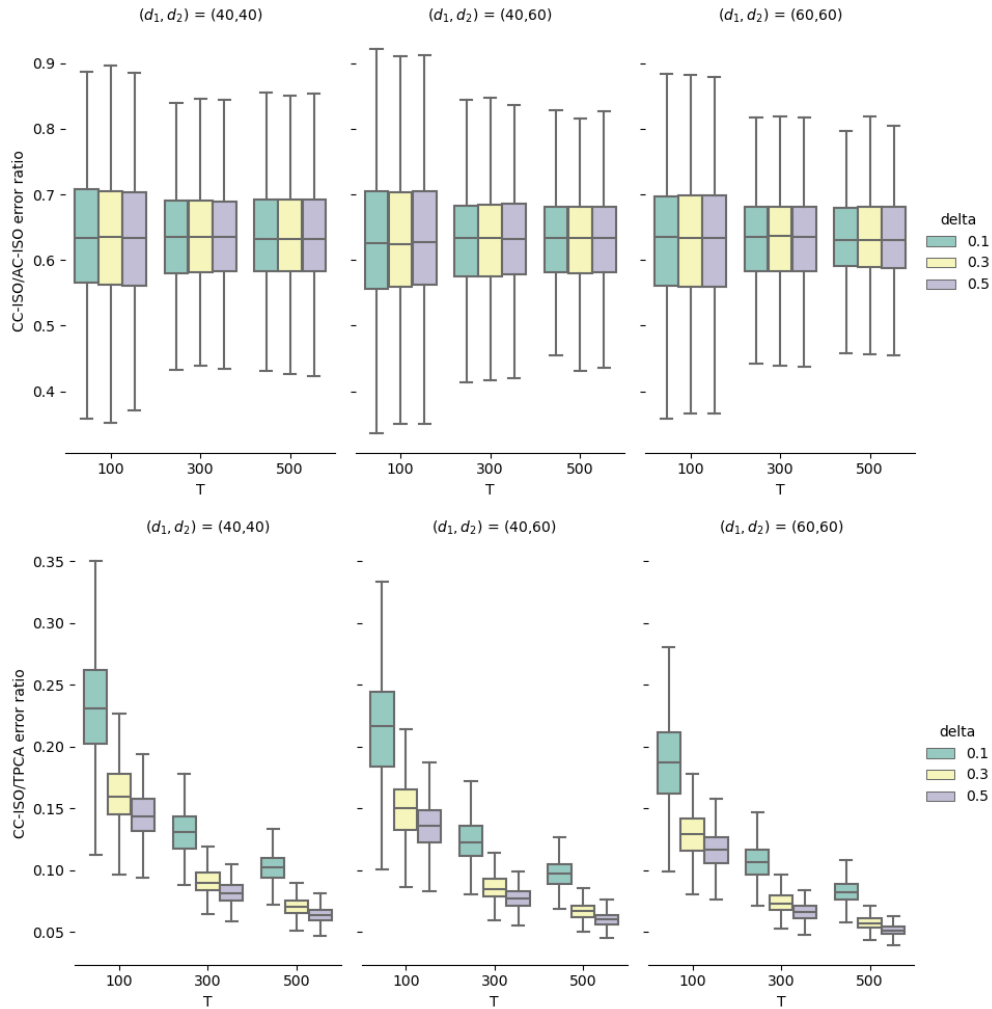 (d₁, d₂) = (40,40)
(d₁, d₂) = (40,60)
(d₁, d₂) = (60,60)
CC-ISO/AC-ISO error ratio
0.9
0.8
0.7
0.6
0.5
0.4
100 300 500
100 300 500
100 300 500
T
T
T
delta
0.1
0.3
0.5
(d₁, d₂) = (40,40)
(d₁, d₂) = (40,60)
(d₁, d₂) = (60,60)
CC-ISO/TPCA error ratio
0.35
0.30
0.25
0.20
0.15
0.10
0.05
100 300 500
100 300 500
100 300 500
T
T
T
delta
0.1
0.3
0.5